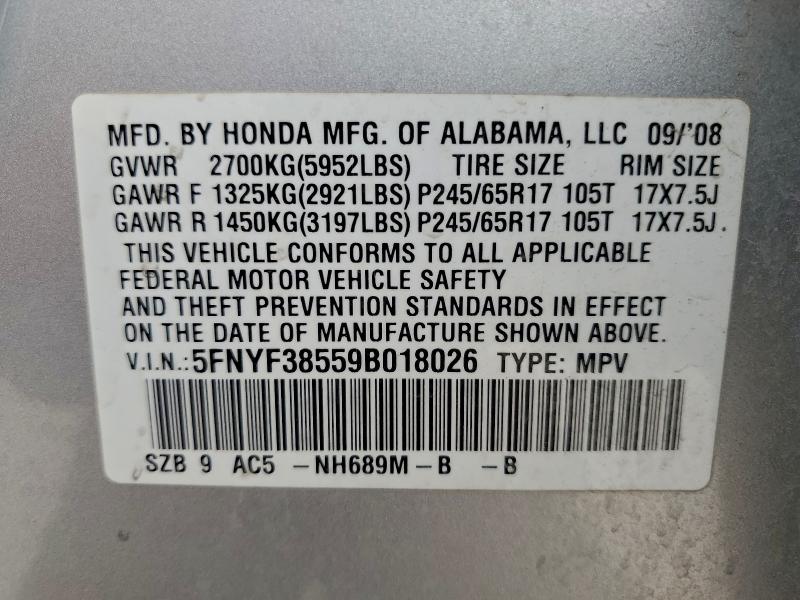 MFD. BY HONDA MFG. OF ALABAMA, LLC 09/'08
GVWR 2700KG(5952LBS) TIRE SIZE RIM SIZE
GAWR F 1325KG(2921LBS) P245/65R17 105T 17X7.5J
GAWR R 1450KG(3197LBS) P245/65R17 105T 17X7.5J.
THIS VEHICLE CONFORMS TO ALL APPLICABLE
FEDERAL MOTOR VEHICLE SAFETY
AND THEFT PREVENTION STANDARDS IN EFFECT
ON THE DATE OF MANUFACTURE SHOWN ABOVE.
V.I.N.: 5FNYF38559B018026 TYPE: MPV
SZB 9 AC5 -NH689M-B -B